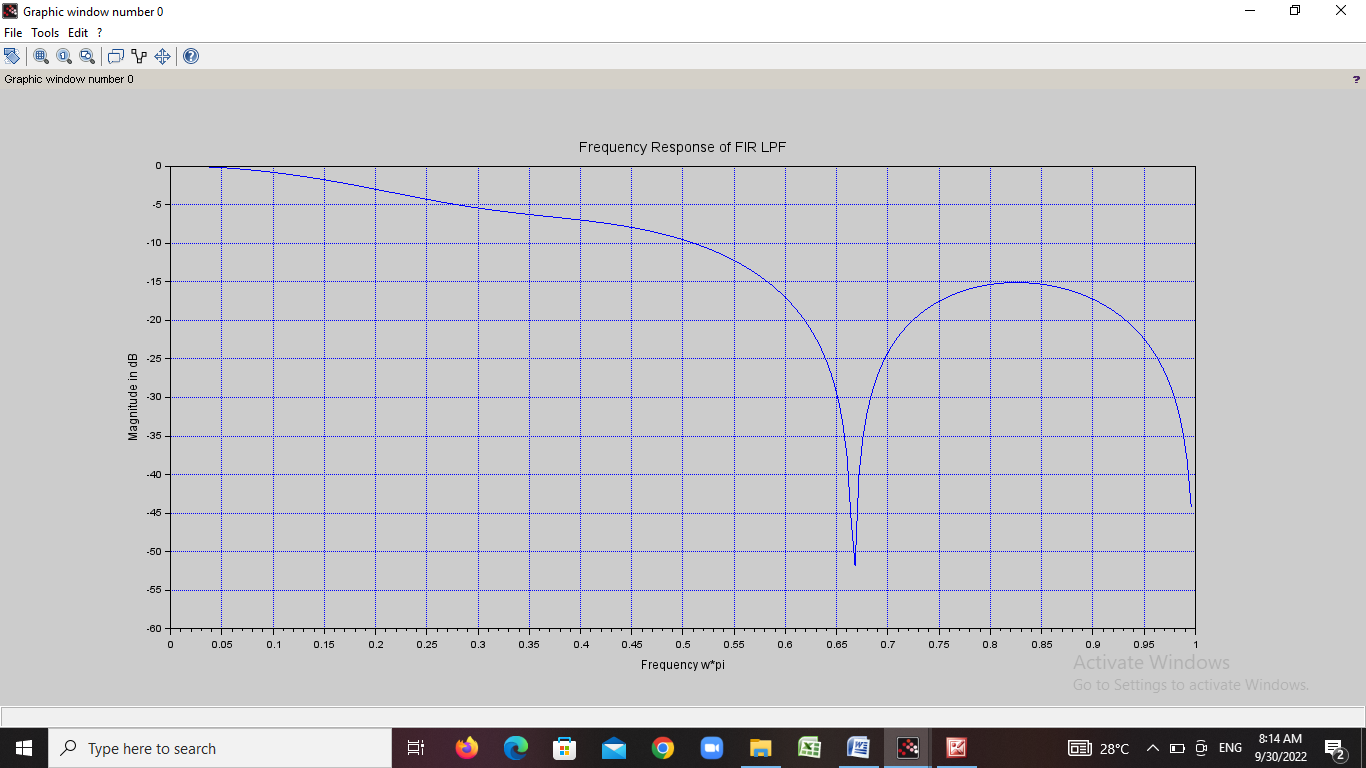 Graphic window number 0
File Tools Edit ?
Graphic window number 0 ?
Frequency Response of FIR LPF
0
-5
-10
-15
-20
-25
-30
-35
-40
-45
-50
-55
-60
Magnitude in dB
0 0.05 0.1 0.15 0.2 0.25 0.3 0.35 0.4 0.45 0.5 0.55 0.6 0.65 0.7 0.75 0.8 0.85 0.9 0.95 1
Frequency w*pi
Activate Windows
Go to Settings to activate Windows.
Type here to search
28°C
ENG
8:14 AM
9/30/2022
2